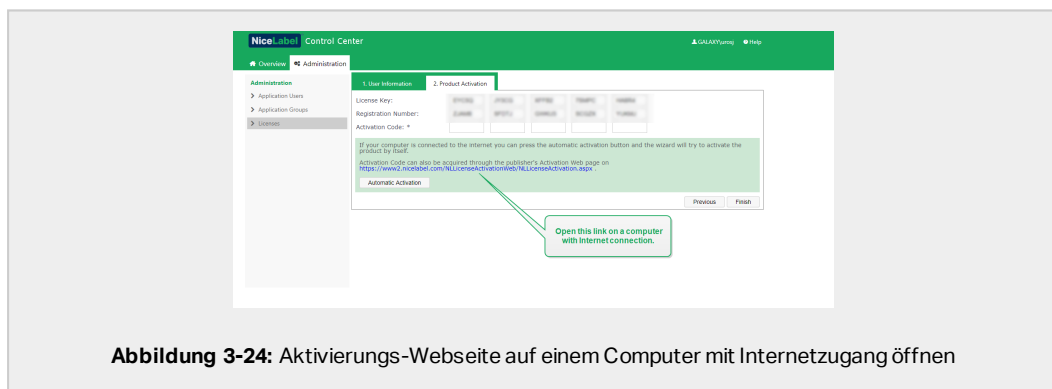 NiceLabel Control Center
GALAXY\ Help
Overview Administration
Administration
Application Users
Application Groups
Licenses
1. User Information 2. Product Activation
License Key:
Registration Number:
Activation Code: *
If your computer is connected to the internet you can press the automatic activation button and the wizard will try to activate the
product by itself.
Activation Code can also be acquired through the publisher's Activation Web page on
https://www2.nicelabel.com/NLLicenseActivationWeb/NLLicenseActivation.aspx .
Automatic Activation
Previous Finish
Open this link on a computer
with Internet connection.
Abbildung 3-24: Aktivierungs-Webseite auf einem Computer mit Internetzugang öffnen